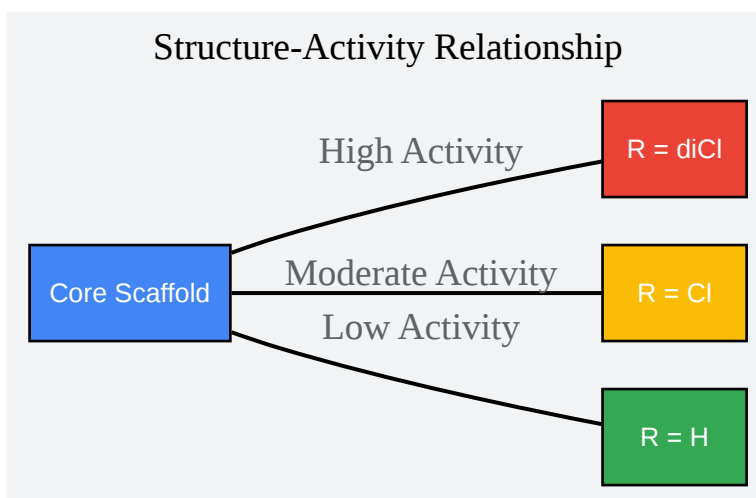 Structure-Activity Relationship
High Activity
R = diCl
Core Scaffold
Moderate Activity
R = Cl
Low Activity
R = H